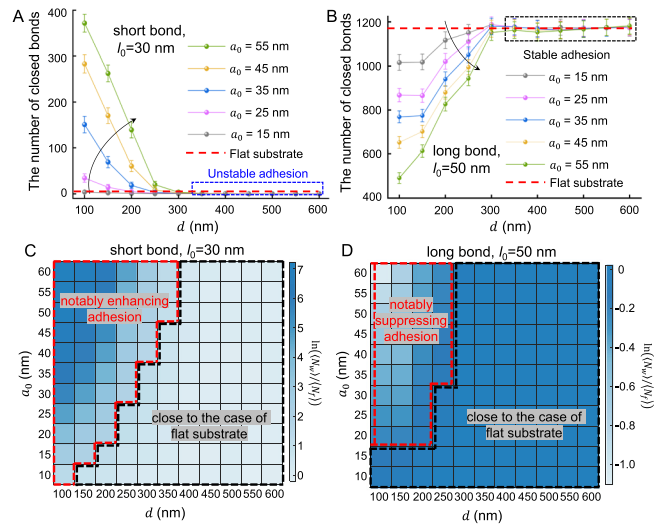 A
short bond,
l0=30 nm
a0 = 55 nm
a0 = 45 nm
a0 = 35 nm
a0 = 25 nm
a0 = 15 nm
Flat substrate
Unstable adhesion
The number of closed bonds
400
300
200
100
0
100 200 300 400 500 600
d (nm)
B
Stable adhesion
a0 = 15 nm
a0 = 25 nm
a0 = 35 nm
a0 = 45 nm
a0 = 55 nm
Flat substrate
long bond,
l0=50 nm
The number of closed bonds
1200
1000
800
600
400
100 200 300 400 500 600
d (nm)
C
short bond, l0=30 nm
notably enhancing
adhesion
close to the case of
flat substrate
a0 (nm)
60
55
50
45
40
35
30
25
20
15
10
100 150 200 250 300 350 400 450 500 550 600
d (nm)
7
6
5
4
3
2
1
0
ln(⟨Nw⟩/⟨Nf⟩)
D
long bond, l0=50 nm
notably
suppressing
adhesion
close to the case of
flat substrate
a0 (nm)
60
55
50
45
40
35
30
25
20
15
10
100 150 200 250 300 350 400 450 500 550 600
d (nm)
0
−0.2
−0.4
−0.6
−0.8
−1.0
ln(⟨Nw⟩/⟨Nf⟩)